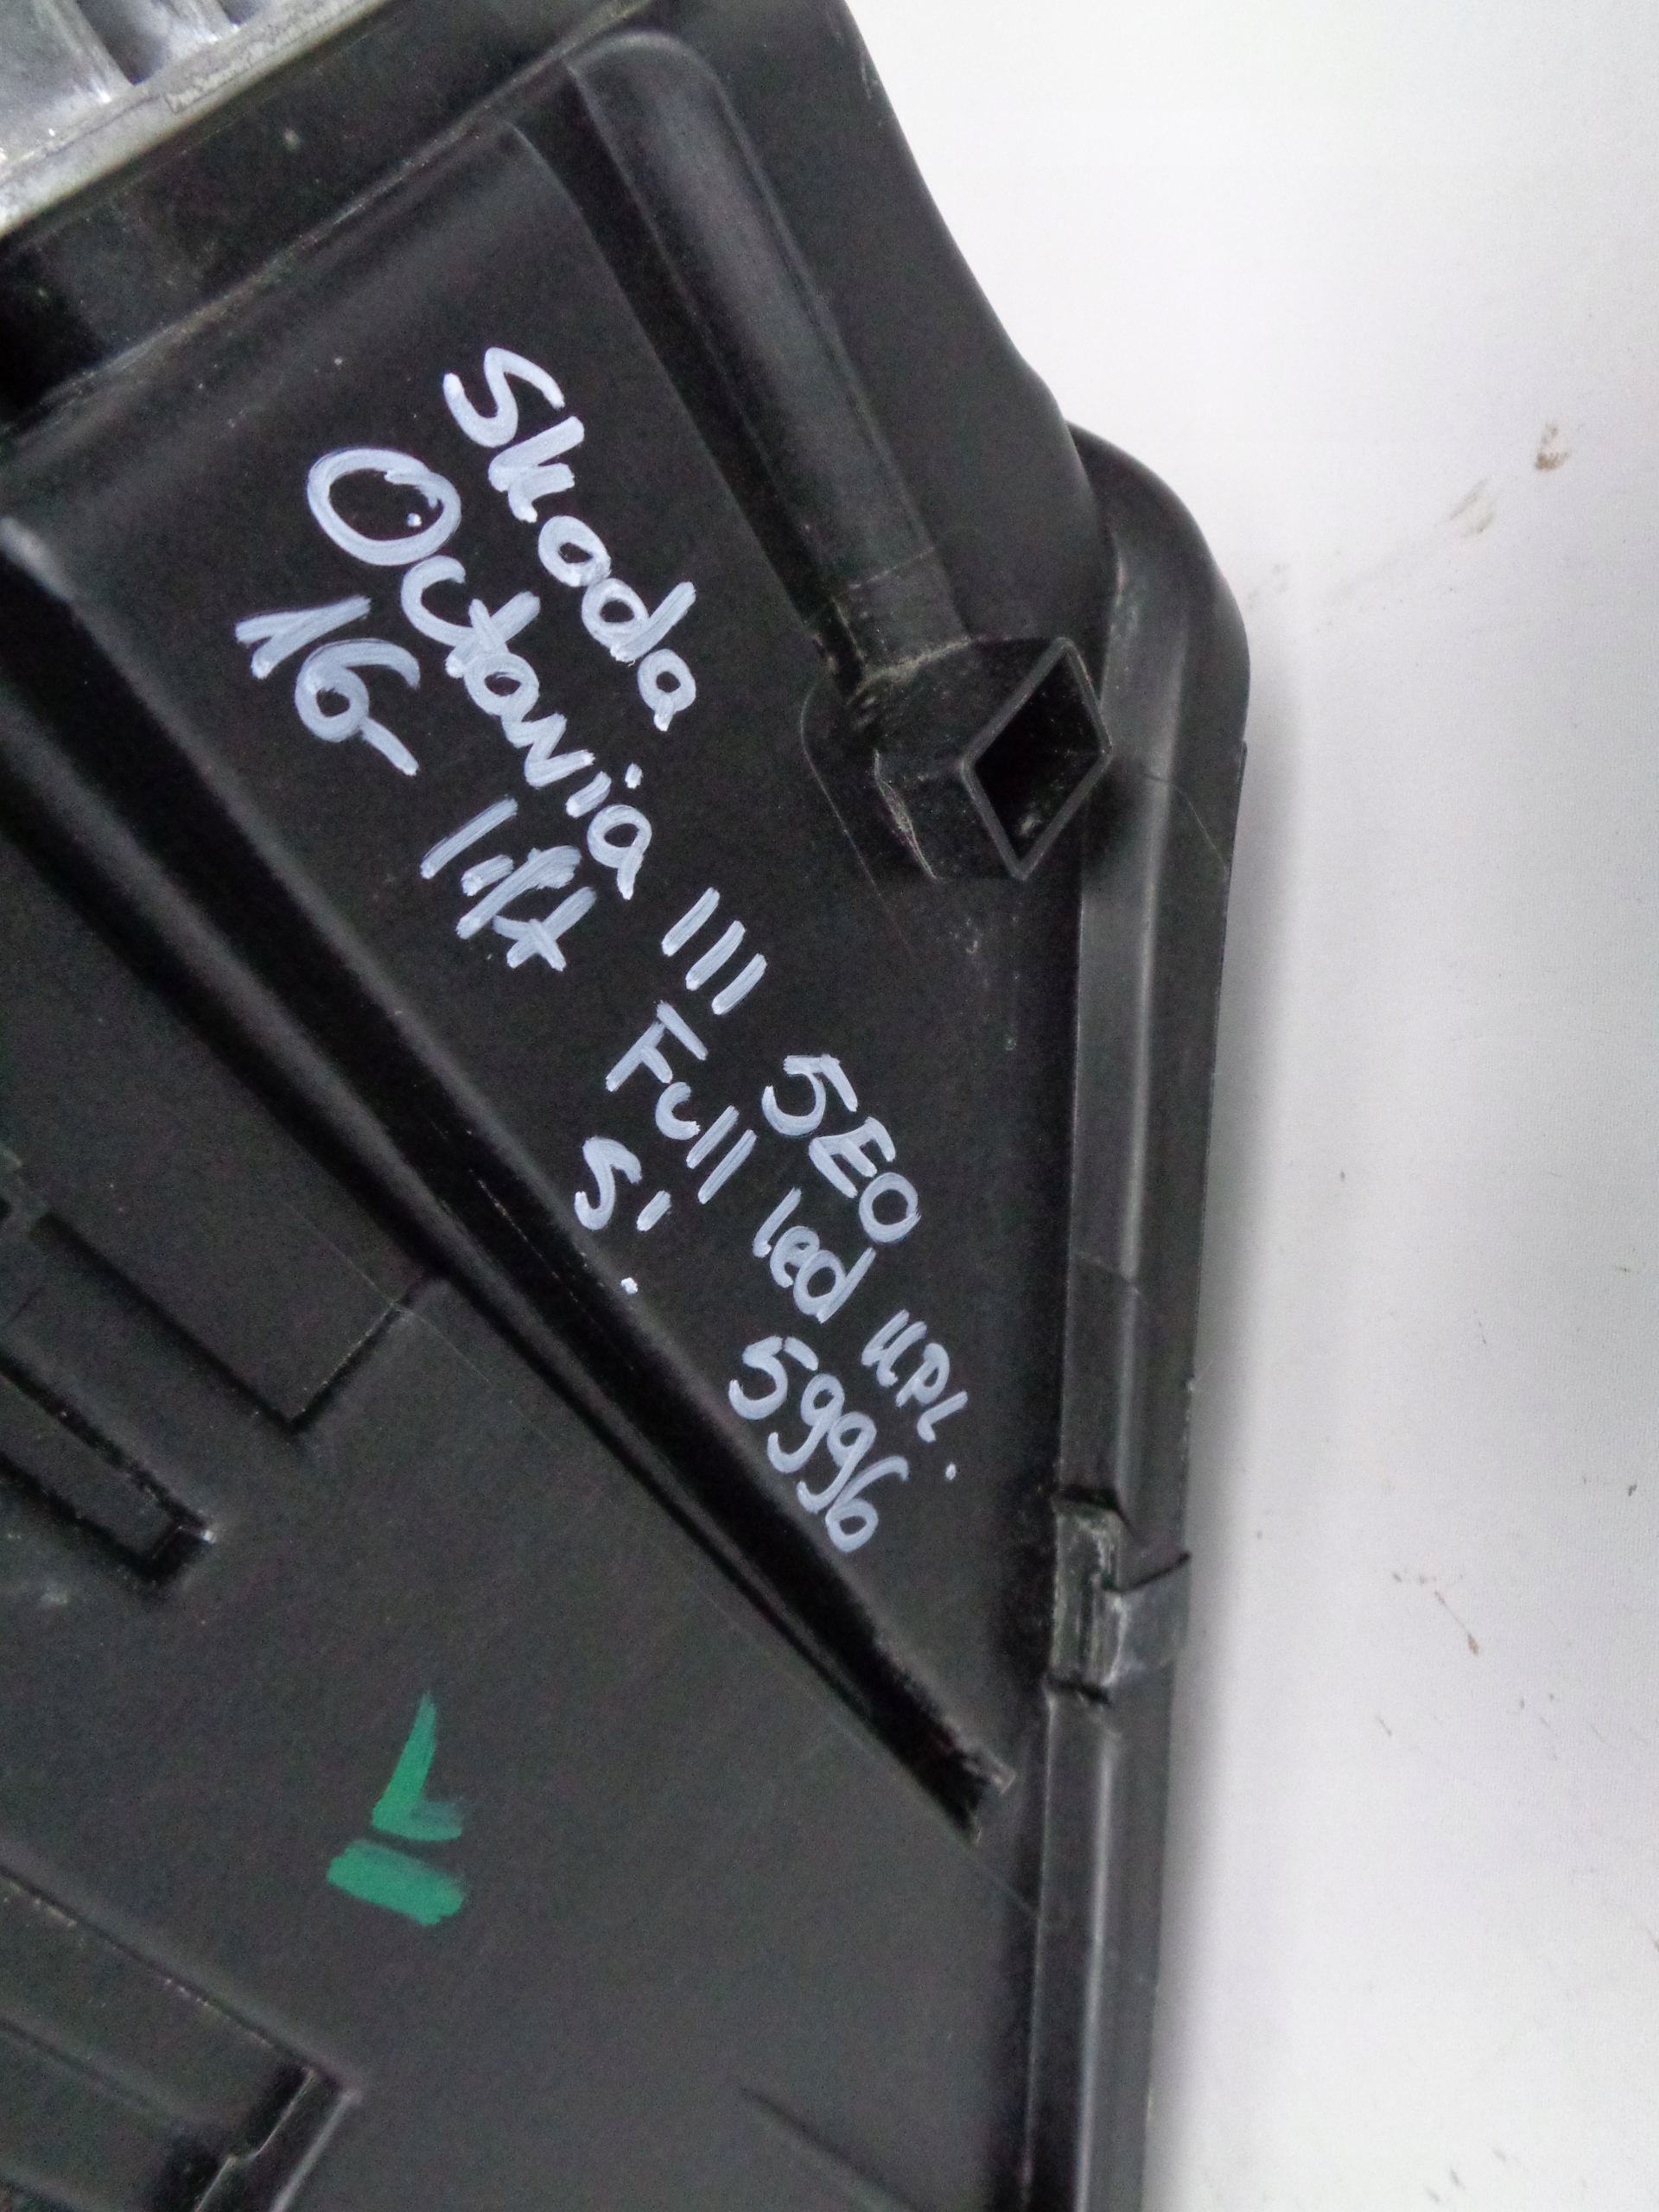 Skoda
Octavia III 5E0
16- lift Full led kpl.
S' . 5996